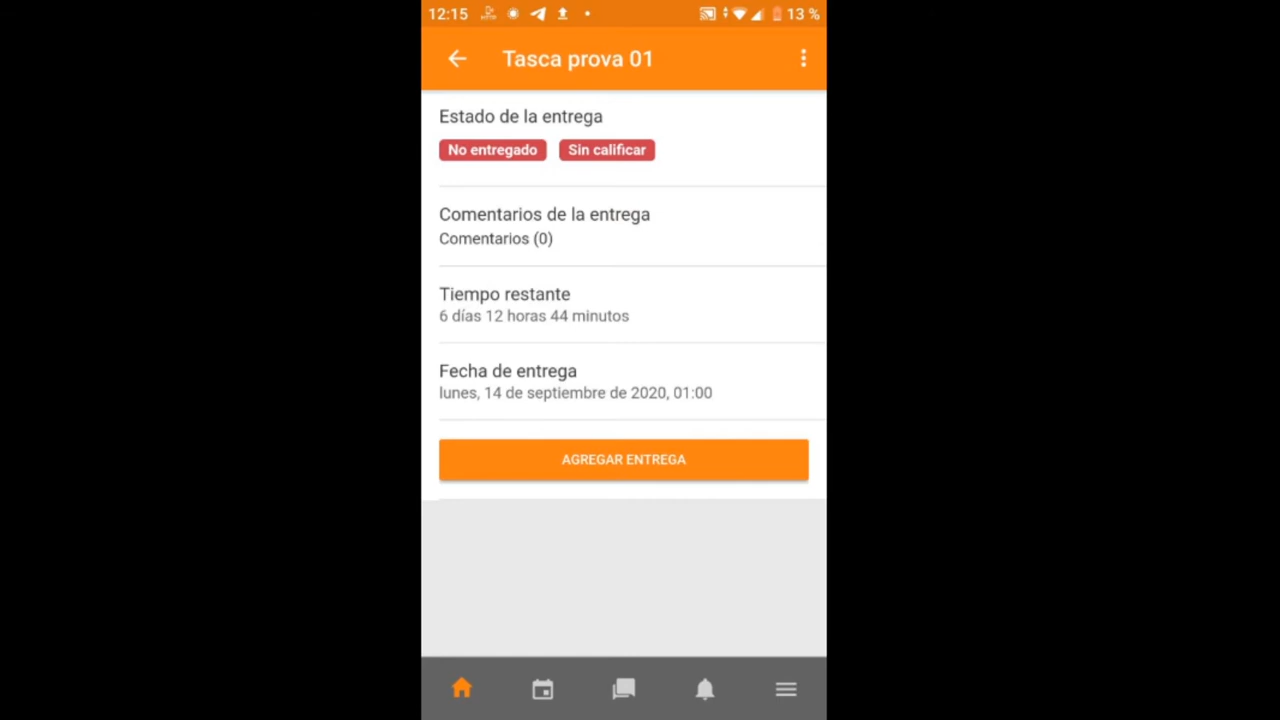 12:15
13 %
Tasca prova 01
Estado de la entrega
No entregado Sin calificar
Comentarios de la entrega
Comentarios (0)
Tiempo restante
6 días 12 horas 44 minutos
Fecha de entrega
lunes, 14 de septiembre de 2020, 01:00
AGREGAR ENTREGA